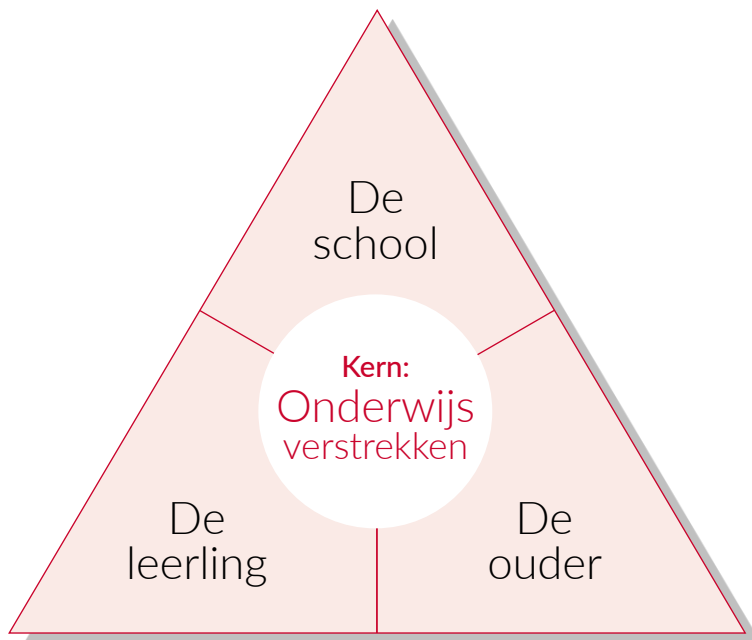 De
school
Kern:
Onderwijs
verstrekken
De
leerling
De
ouder